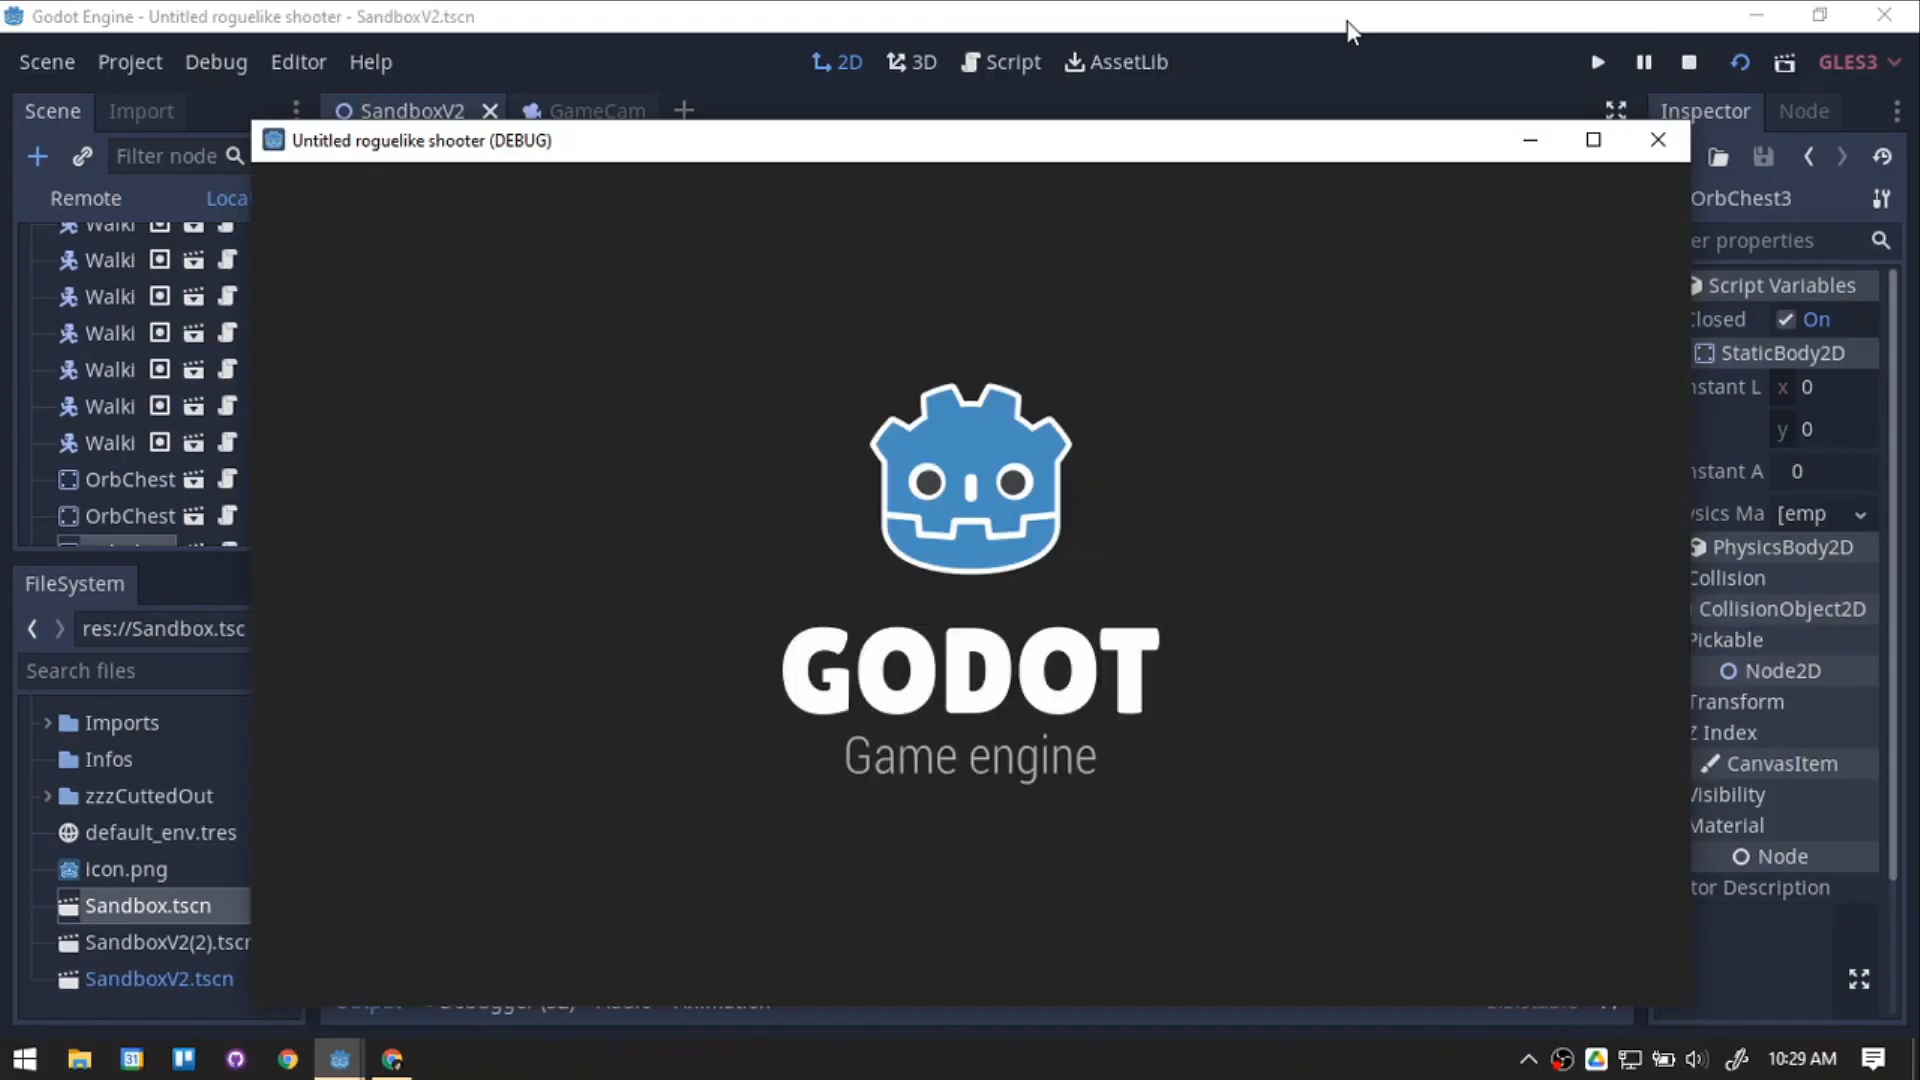 Godot Engine - Untitled roguelike shooter - SandboxV2.tscn
Scene Project Debug Editor Help
2D 3D Script AssetLib
GLES3
Scene Import
SandboxV2 GameCam
Inspector Node
Untitled roguelike shooter (DEBUG)
Filter node
Remote Loca
OrbChest3
er properties
Walki
Walki
Walki
Walki
Walki
Walki
Walki
OrbChest
OrbChest
Script Variables
Closed On
StaticBody2D
nstant L x 0
y 0
nstant A 0
ysics Ma [emp
PhysicsBody2D
Collision
CollisionObject2D
Pickable
Node2D
Transform
Z Index
CanvasItem
Visibility
Material
Node
tor Description
GODOT
Game engine
FileSystem
res://Sandbox.tsc
Search files
Imports
Infos
zzzCuttedOut
default_env.tres
icon.png
Sandbox.tscn
SandboxV2(2).tscn
SandboxV2.tscn
31
10:29 AM